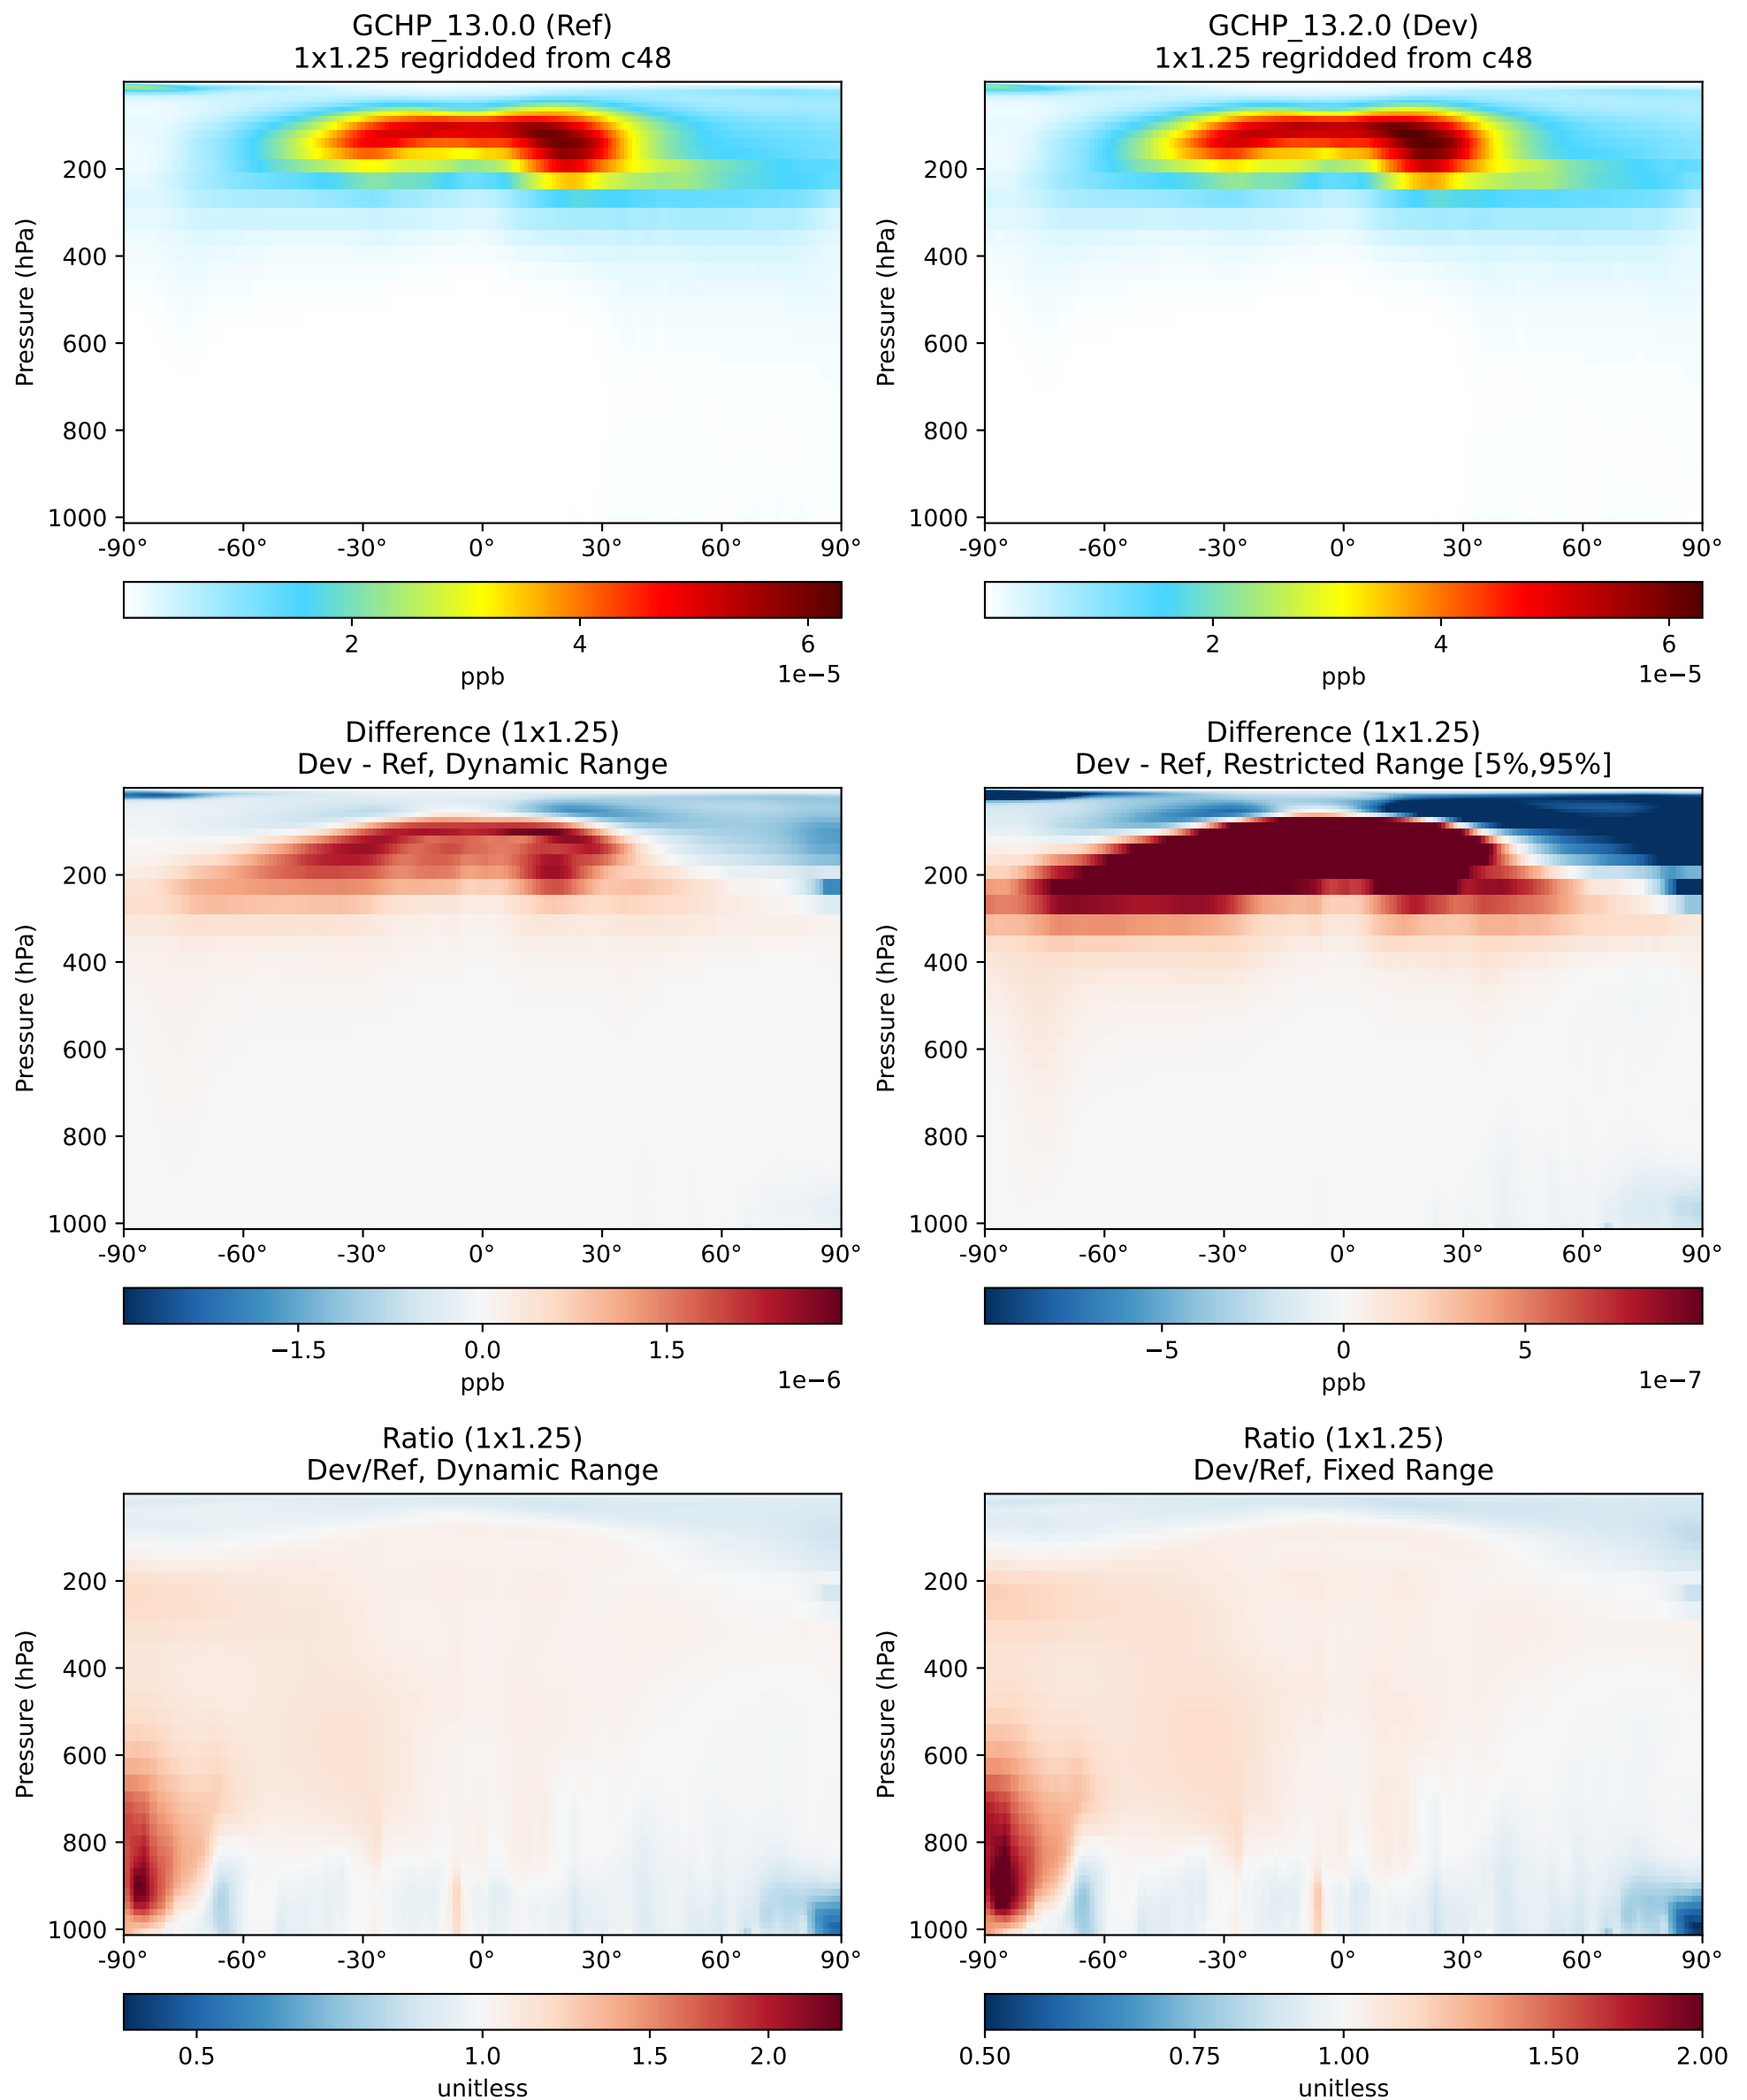 GCHP_13.0.0 (Ref)
1x1.25 regridded from c48
GCHP_13.2.0 (Dev)
1x1.25 regridded from c48
Pressure (hPa)
200
400
600
800
1000
-90° -60° -30° 0° 30° 60° 90°
2 4 6
ppb
1e−5
Pressure (hPa)
200
400
600
800
1000
-90° -60° -30° 0° 30° 60° 90°
2 4 6
ppb
1e−5
Difference (1x1.25)
Dev - Ref, Dynamic Range
Difference (1x1.25)
Dev - Ref, Restricted Range [5%,95%]
Pressure (hPa)
200
400
600
800
1000
-90° -60° -30° 0° 30° 60° 90°
−1.5 0.0 1.5
ppb
1e−6
Pressure (hPa)
200
400
600
800
1000
-90° -60° -30° 0° 30° 60° 90°
−5 0 5
ppb
1e−7
Ratio (1x1.25)
Dev/Ref, Dynamic Range
Ratio (1x1.25)
Dev/Ref, Fixed Range
Pressure (hPa)
200
400
600
800
1000
-90° -60° -30° 0° 30° 60° 90°
0.5 1.0 1.5 2.0
unitless
Pressure (hPa)
200
400
600
800
1000
-90° -60° -30° 0° 30° 60° 90°
0.50 0.75 1.00 1.50 2.00
unitless